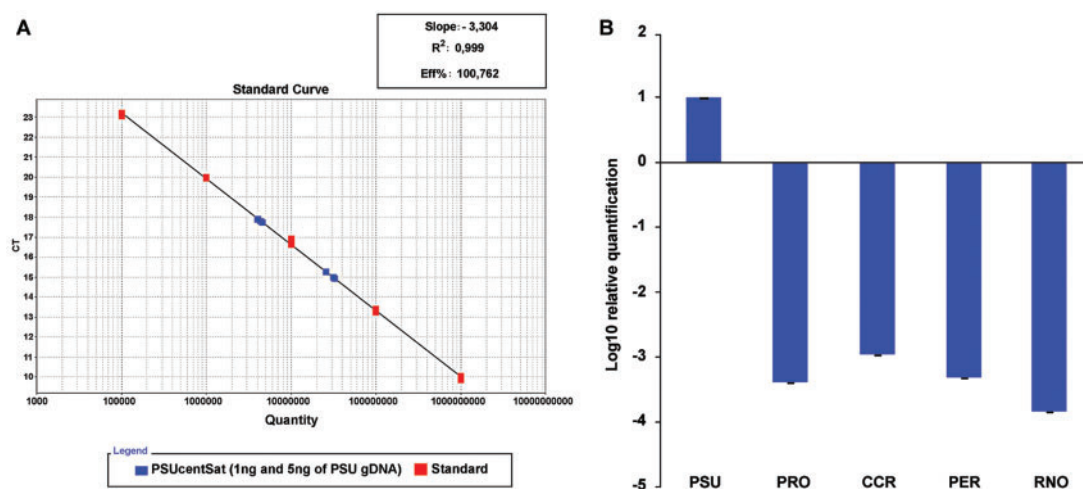 A
Slope: - 3,304
R²: 0,999
Eff%: 100,762
Standard Curve
23
22
21
20
19
18
17
16
15
14
13
12
11
10
CT
1000 100000 1000000 10000000 100000000 1000000000 10000000000
Quantity
Legend
PSUcentSat (1ng and 5ng of PSU gDNA) Standard
B
2
1
0
-1
-2
-3
-4
-5
Log10 relative quantification
PSU PRO CCR PER RNO